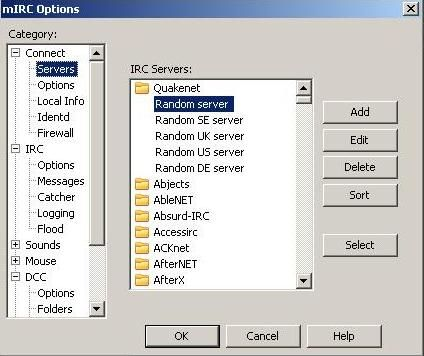 mIRC Options
Category:
Connect
Servers
Options
Local Info
Identd
Firewall
IRC
Options
Messages
Catcher
Logging
Flood
Sounds
Mouse
DCC
Options
Folders
IRC Servers:
Quakenet
Random server
Random SE server
Random UK server
Random US server
Random DE server
Abjects
AbleNET
Absurd-IRC
Accessirc
ACKnet
AfterNET
AfterX
Add
Edit
Delete
Sort
Select
OK
Cancel
Help